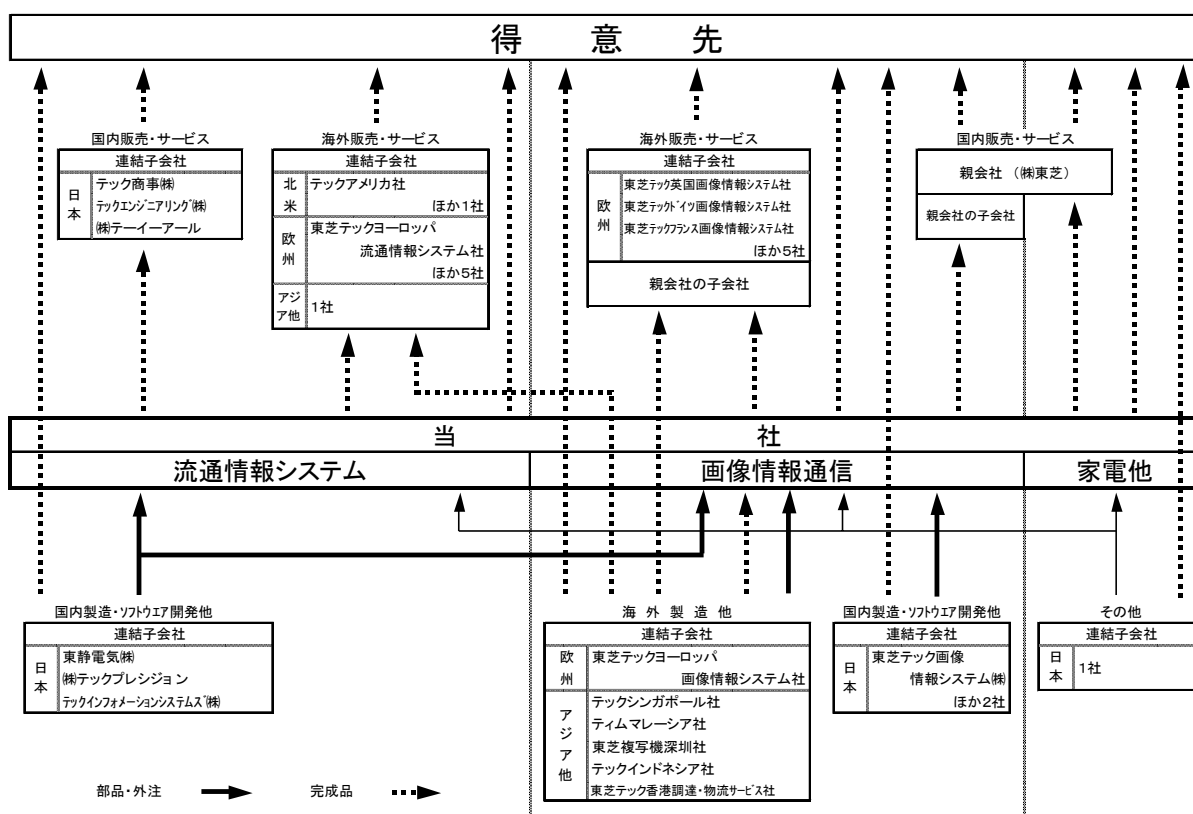 得意先
国内販売・サービス
連結子会社
日本
テック商事㈱
テックエンジニアリング㈱
㈱テーイーアール
海外販売・サービス
連結子会社
北米
テックアメリカ社
ほか1社
欧州
東芝テックヨーロッパ
流通情報システム社
ほか5社
アジア他
1社
海外販売・サービス
連結子会社
欧州
東芝テック英国画像情報システム社
東芝テックドイツ画像情報システム社
東芝テックフランス画像情報システム社
ほか5社
親会社の子会社
国内販売・サービス
親会社 (㈱東芝)
親会社の子会社
当社
流通情報システム
画像情報通信
家電他
国内製造・ソフトウエア開発他
連結子会社
日本
東静電気㈱
㈱テックプレシジョン
テックインフォメーションシステムズ㈱
海外製造他
連結子会社
欧州
東芝テックヨーロッパ
画像情報システム社
アジア他
テックシンガポール社
ティムマレーシア社
東芝複写機深圳社
テックインドネシア社
東芝テック香港調達・物流サービス社
国内製造・ソフトウエア開発他
連結子会社
日本
東芝テック画像
情報システム㈱
ほか2社
その他
連結子会社
日本
1社
部品・外注
完成品